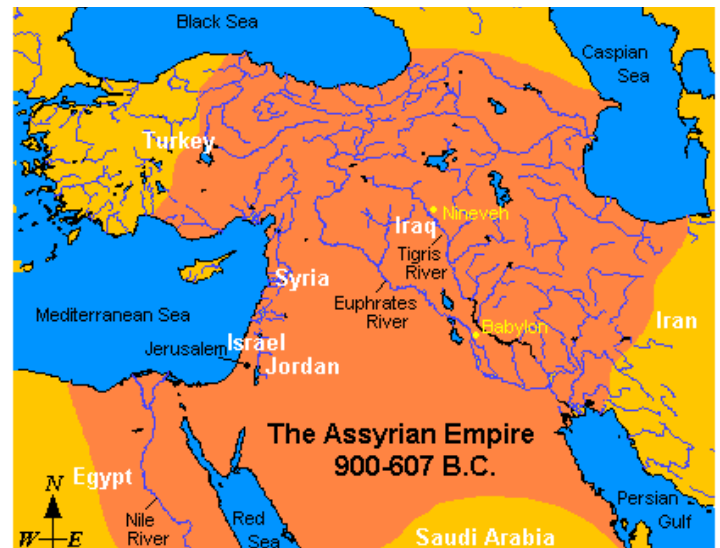 Black Sea
Caspian
Sea
Turkey
Nineveh
Iraq
Tigris
River
Syria
Euphrates
River
Mediterranean Sea
Iran
Babylon
Israel
Jerusalem
Jordan
The Assyrian Empire
900-607 B.C.
Egypt
N
Nile
River
Red
Sea
Persian
Gulf
W E
Saudi Arabia